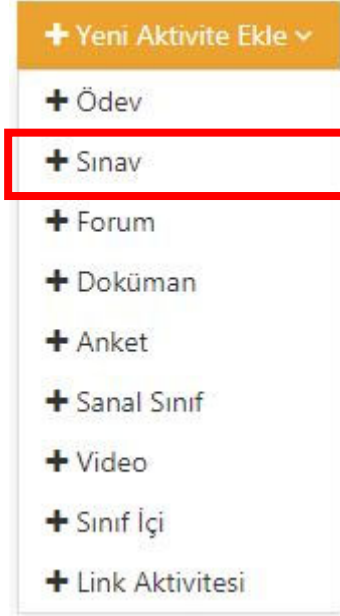 + Yeni Aktivite Ekle
+ Ödev
+ Sınav
+ Forum
+ Doküman
+ Anket
+ Sanal Sınıf
+ Video
+ Sınıf İçi
+ Link Aktivitesi